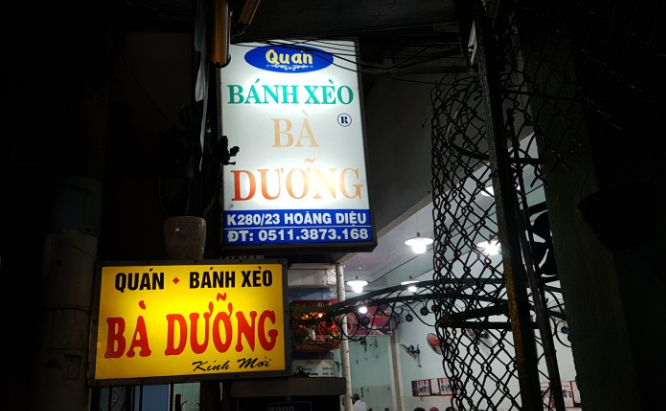 Quán
BÁNH XÈO
BÀ
®
DƯỠNG
K280/23 HOÀNG DIỆU
ĐT: 0511.3873.168
QUÁN - BÁNH XÈO
BÀ DƯỠNG
Kính Mời